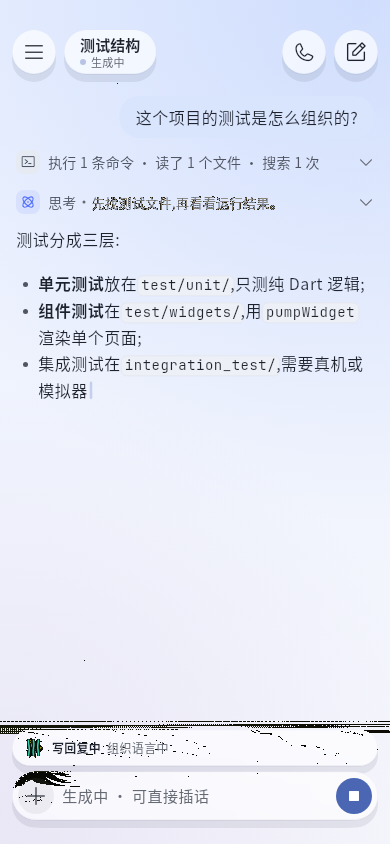 测试结构
生成中
这个项目的测试是怎么组织的?
执行 1 条命令 · 读了 1 个文件 · 搜索 1 次
思考 · 先找测试文件,再看看运行结果。
测试分成三层:
• 单元测试放在 test/unit/,只测纯 Dart 逻辑;
• 组件测试在 test/widgets/,用 pumpWidget
渲染单个页面;
• 集成测试在 integration_test/,需要真机或
模拟器
写回复中 组织语言中
生成中 · 可直接插话